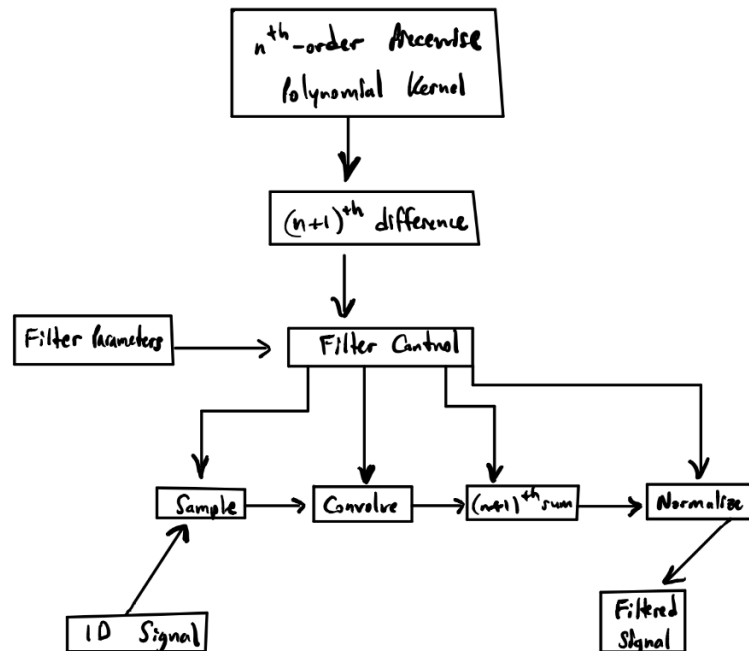 n^th-order Piecewise
Polynomial Kernel
(n+1)^th difference
Filter Parameters
Filter Control
Sample
Convolve
(n+1)^th sum
Normalize
1D Signal
Filtered
Signal